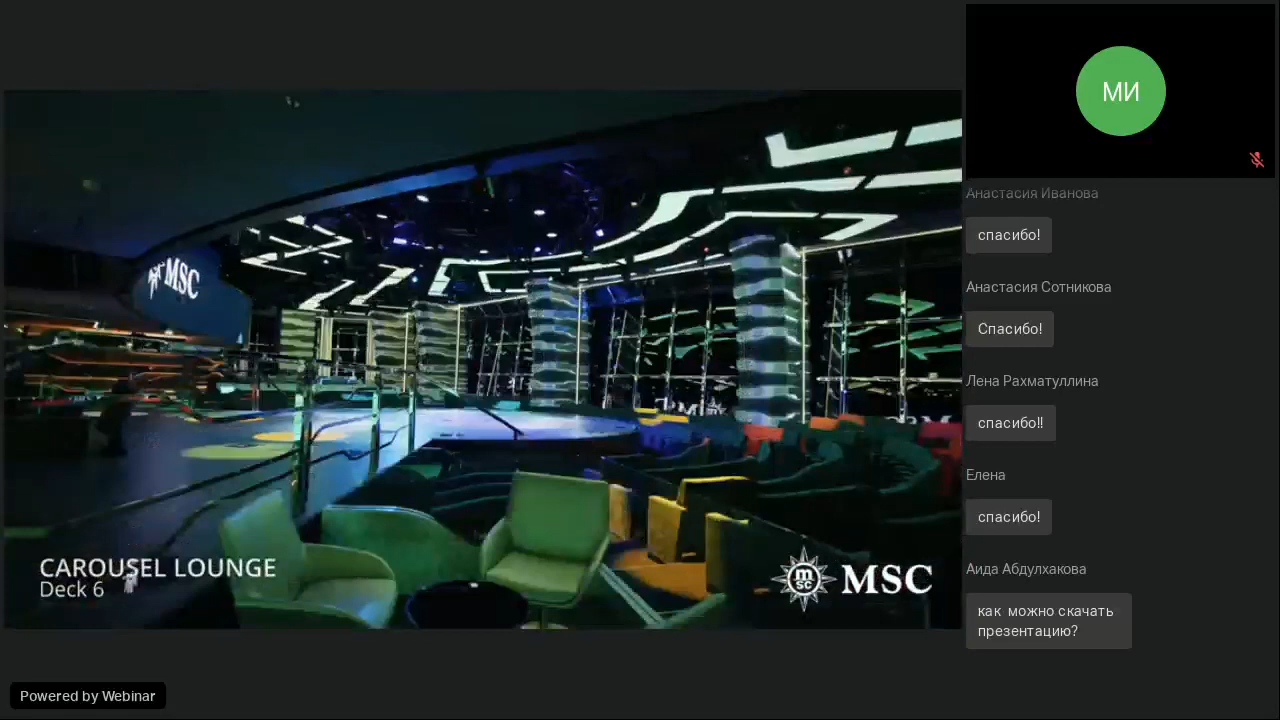 MSC
CAROUSEL LOUNGE
Deck 6
m
sc
MSC
Powered by Webinar
МИ
Анастасия Иванова
спасибо!
Анастасия Сотникова
Спасибо!
Лена Рахматуллина
спасибо!!
Елена
спасибо!
Аида Абдулхакова
как можно скачать
презентацию?